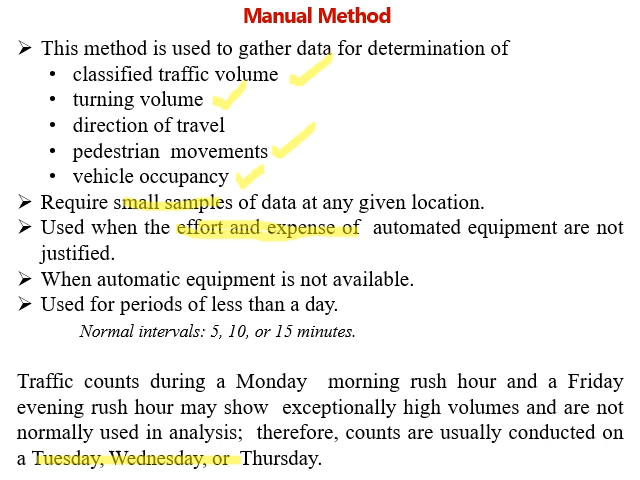 Manual Method
➢ This method is used to gather data for determination of
• classified traffic volume
• turning volume
• direction of travel
• pedestrian movements
• vehicle occupancy
➢ Require small samples of data at any given location.
➢ Used when the effort and expense of automated equipment are not
justified.
➢ When automatic equipment is not available.
➢ Used for periods of less than a day.
Normal intervals: 5, 10, or 15 minutes.
Traffic counts during a Monday morning rush hour and a Friday
evening rush hour may show exceptionally high volumes and are not
normally used in analysis; therefore, counts are usually conducted on
a Tuesday, Wednesday, or Thursday.